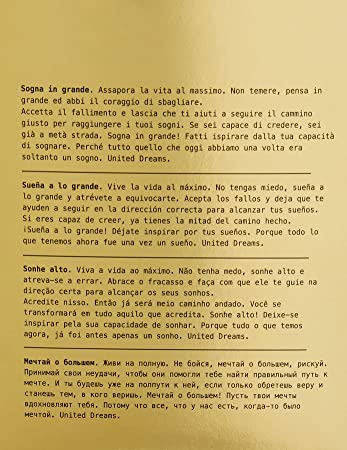 Sogna in grande. Assapora la vita al massimo. Non temere, pensa in
grande ed abbi il coraggio di sbagliare.
Accetta il fallimento e lascia che ti aiuti a seguire il cammino
giusto per raggiungere i tuoi sogni. Se sei capace di credere, sei
già a metà strada. Sogna in grande! Fatti ispirare dalla tua capacità
di sognare. Perché tutto quello che oggi abbiamo una volta era
soltanto un sogno. United Dreams.
Sueña a lo grande. Vive la vida al máximo. No tengas miedo, sueña a
lo grande y atrévete a equivocarte. Acepta los fallos y deja que te
ayuden a seguir en la dirección correcta para alcanzar tus sueños.
Si eres capaz de creer, ya tienes la mitad del camino hecho.
¡Sueña a lo grande! Déjate inspirar por tus sueños. Porque todo lo
que tenemos ahora fue una vez un sueño. United Dreams.
Sonhe alto. Viva a vida ao máximo. Não tenha medo, sonhe alto e
atreva-se a errar. Abrace o fracasso e faça com que ele te guie na
direção certa para alcançar os seus sonhos.
Acredite nisso. Então já será meio caminho andado. Você se
transformará em tudo aquilo que acredita. Sonhe alto! Deixe-se
inspirar pela sua capacidade de sonhar. Porque tudo o que temos
agora, já foi antes apenas um sonho. United Dreams.
Мечтай о большем. Живи на полную. Не бойся, мечтай о большем, рискуй.
Принимай свои неудачи, чтобы они помогли тебе найти правильный путь к
мечте. И ты будешь уже на полпути к ней, если только обретешь веру и
станешь тем, в кого веришь. Мечтай о большем! Пусть твои мечты
вдохновляют тебя. Потому что все, что у нас есть, когда-то было
мечтой. United Dreams.